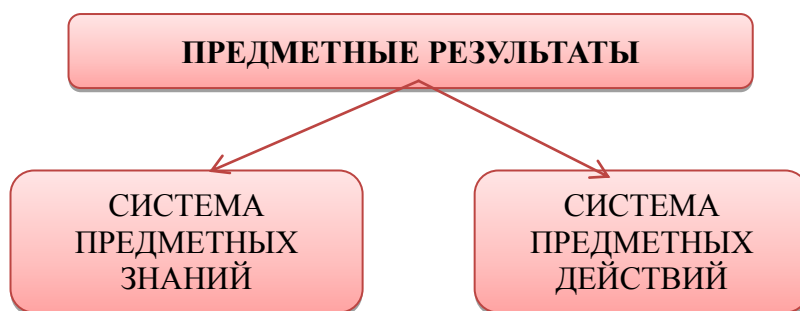 ПРЕДМЕТНЫЕ РЕЗУЛЬТАТЫ
СИСТЕМА
ПРЕДМЕТНЫХ
ЗНАНИЙ
СИСТЕМА
ПРЕДМЕТНЫХ
ДЕЙСТВИЙ